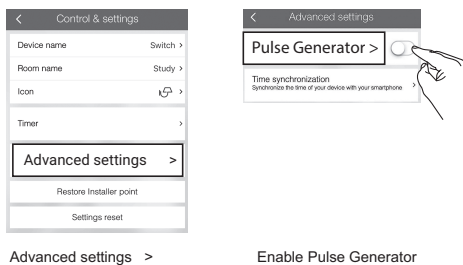 Control & settings
Device name Switch >
Room name Study >
Icon >
Timer >
Advanced settings >
Restore Installer point
Settings reset
Advanced settings >
Advanced settings
Pulse Generator >
Time synchronization
Synchronize the time of your device with your smartphone >
Enable Pulse Generator